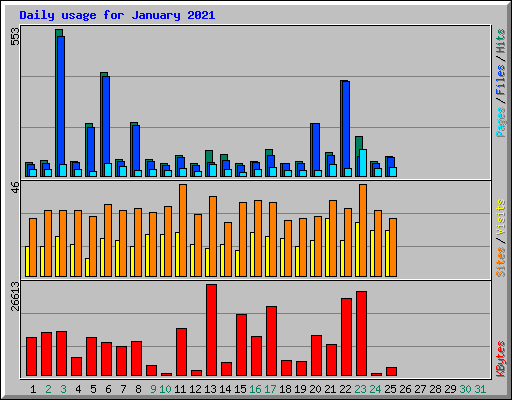 Daily usage for January 2021
553
Pages / Files / Hits
46
Sites / Visits
26613
KBytes
1 2 3 4 5 6 7 8 9 10 11 12 13 14 15 16 17 18 19 20 21 22 23 24 25 26 27 28 29 30 31